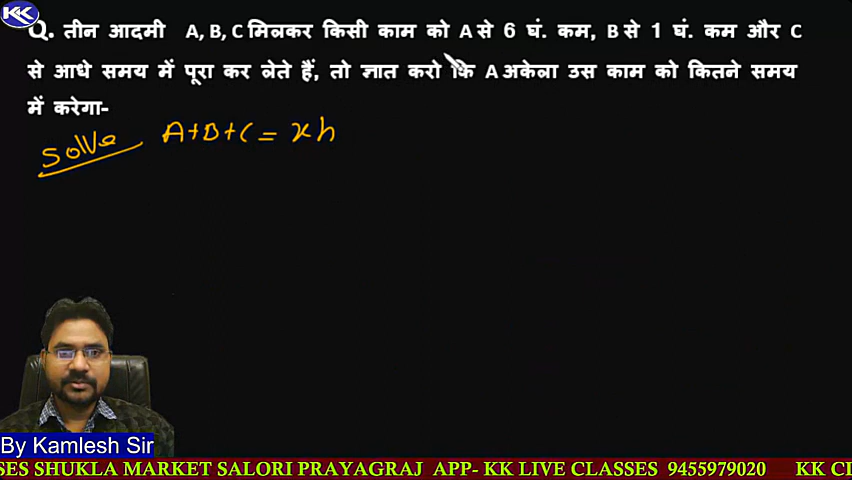 KK
Q. तीन आदमी A, B, C मिलकर किसी काम को A से 6 घं. कम, B से 1 घं. कम और C
से आधे समय में पूरा कर लेते हैं, तो ज्ञात करो कि A अकेला उस काम को कितने समय
में करेगा-
Solve A+B+C = x h
By Kamlesh Sir
SES SHUKLA MARKET SALORI PRAYAGRAJ APP- KK LIVE CLASSES 9455979020 KK C